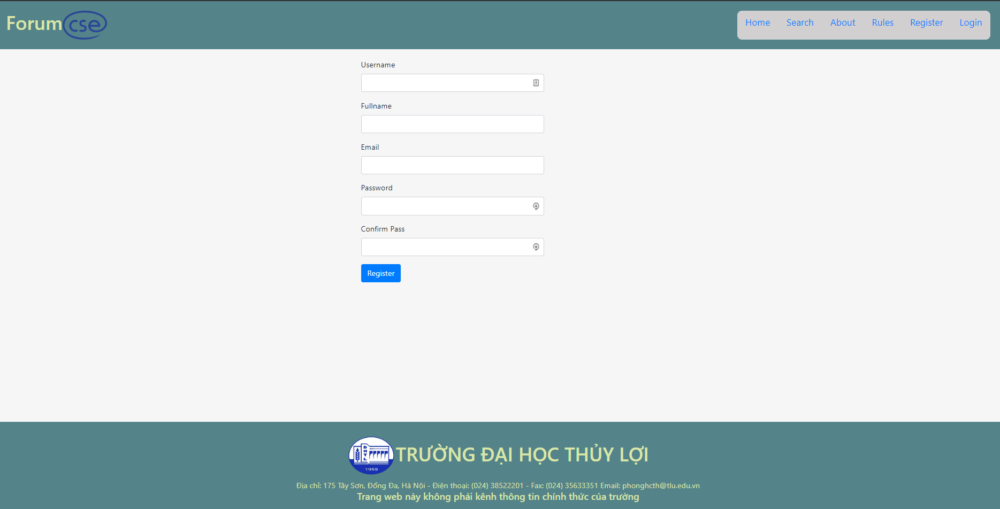 Forum cse
Home Search About Rules Register Login
Username
Fullname
Email
Password
Confirm Pass
Register
ĐHTL
1959
TRƯỜNG ĐẠI HỌC THỦY LỢI
Địa chỉ: 175 Tây Sơn, Đống Đa, Hà Nội - Điện thoại: (024) 38522201 - Fax: (024) 35633351 Email: phonghcth@tlu.edu.vn
Trang web này không phải kênh thông tin chính thức của trường